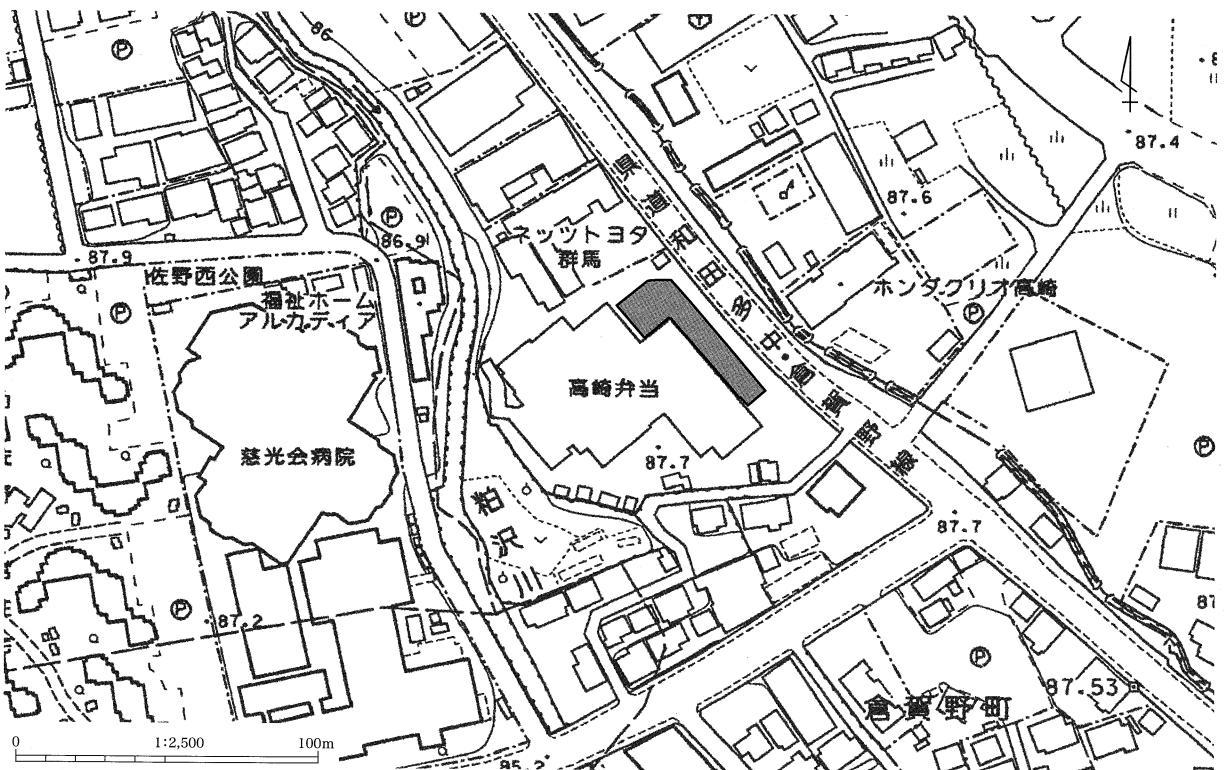 86
P
P
87.4
県道和田多中・倉賀野線
87.6
P
86.9
ネッツトヨタ
群馬
87.9
佐野西公園
福祉ホーム
アルカディア
P
ホンダクリオ高崎
P
高崎弁当
P
慈光会病院
87.7
粕沢川
87.7
P
87.2
P
87.53
倉賀野町
85.2
0 1:2,500 100m